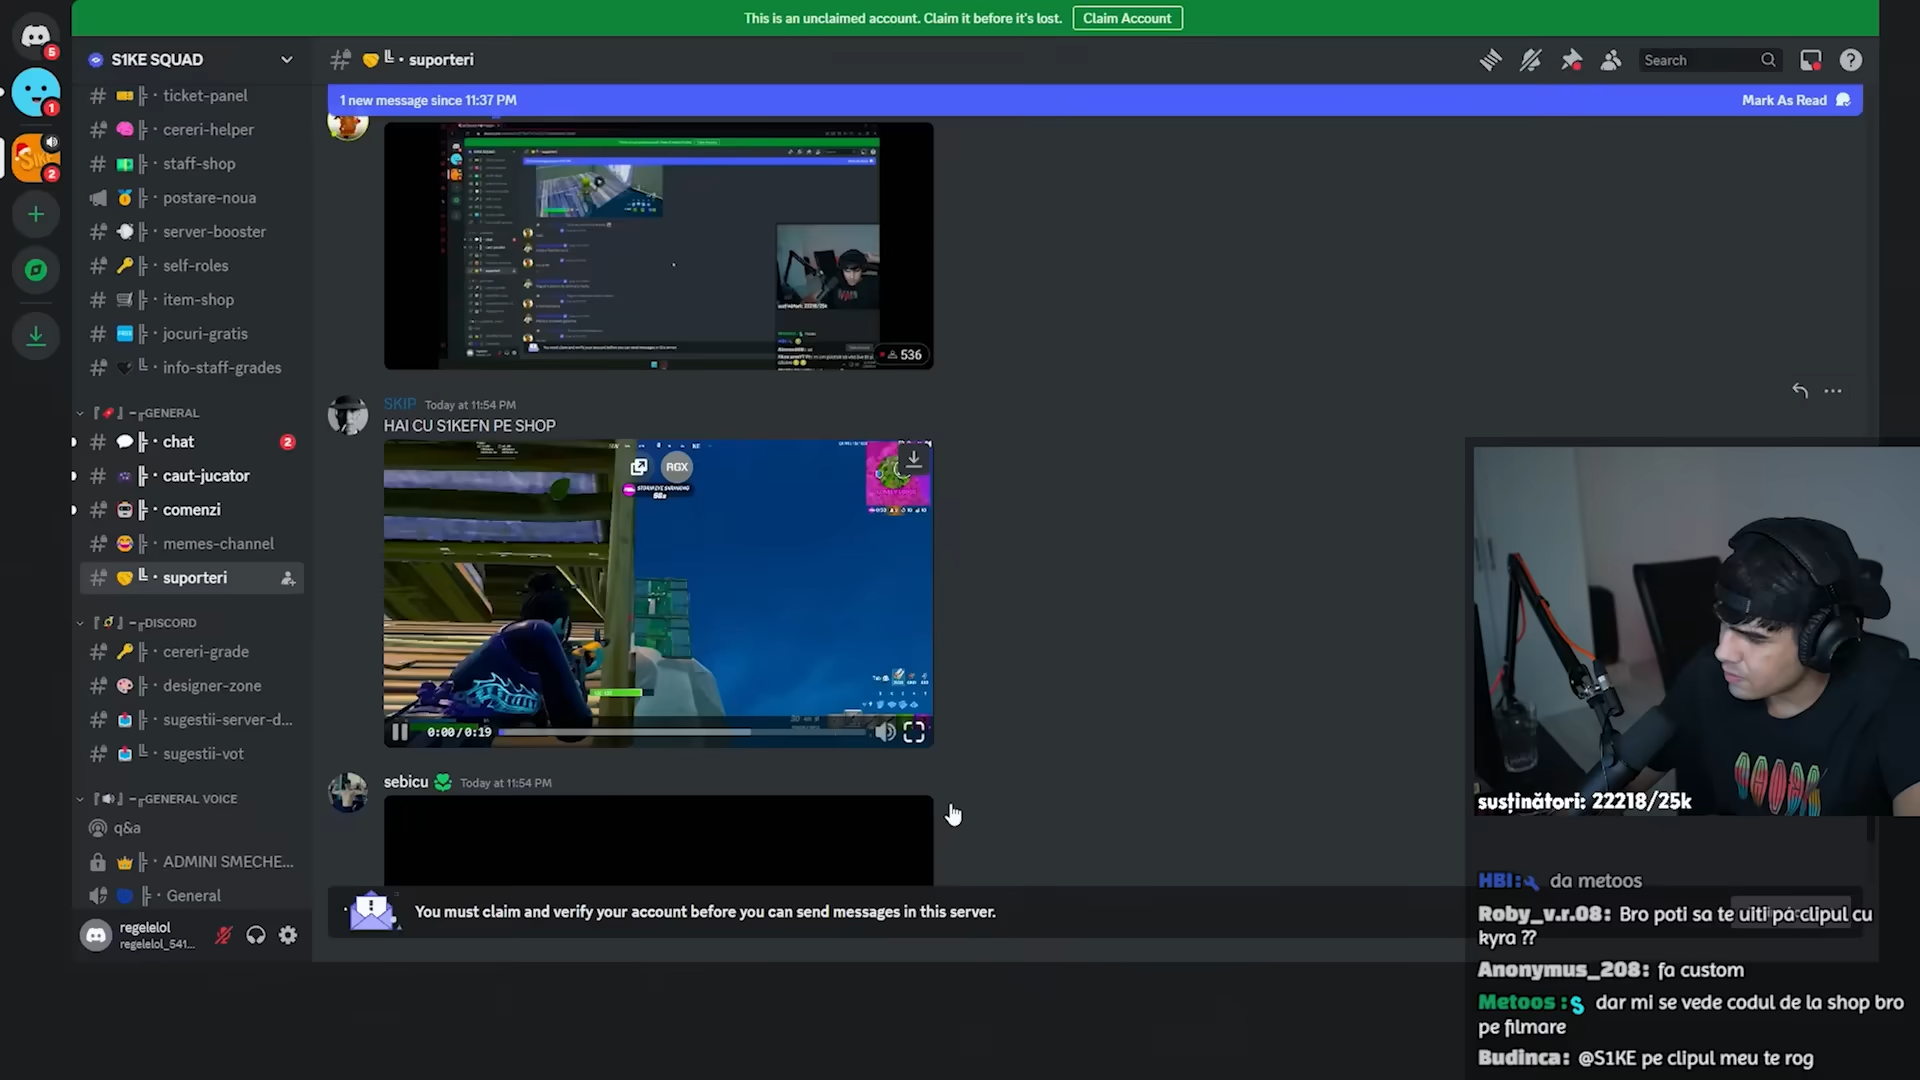 This is an unclaimed account. Claim it before it's lost.
Claim Account
5
1
2
S1KE SQUAD
ticket-panel
cereri-helper
staff-shop
postare-noua
server-booster
self-roles
item-shop
jocuri-gratis
info-staff-grades
GENERAL
chat
2
caut-jucator
comenzi
memes-channel
suporteri
DISCORD
cereri-grade
designer-zone
sugestii-server-d...
sugestii-vot
GENERAL VOICE
q&a
ADMINI SMECHE...
General
regelelol
regelelol_541...
suporteri
Search
1 new message since 11:37 PM
Mark As Read
536
SKIP Today at 11:54 PM
HAI CU S1KEFN PE SHOP
AGX
0:00/0:19
sebicu Today at 11:54 PM
You must claim and verify your account before you can send messages in this server.
susținători: 22218/25k
HBI: da metoos
Roby_v.r.08: Bro poti sa te uiti pa clipul cu
kyra ??
Anonymus_208: fa custom
Metoos : dar mi se vede codul de la shop bro
pe filmare
Budinca: @S1KE pe clipul meu te rog